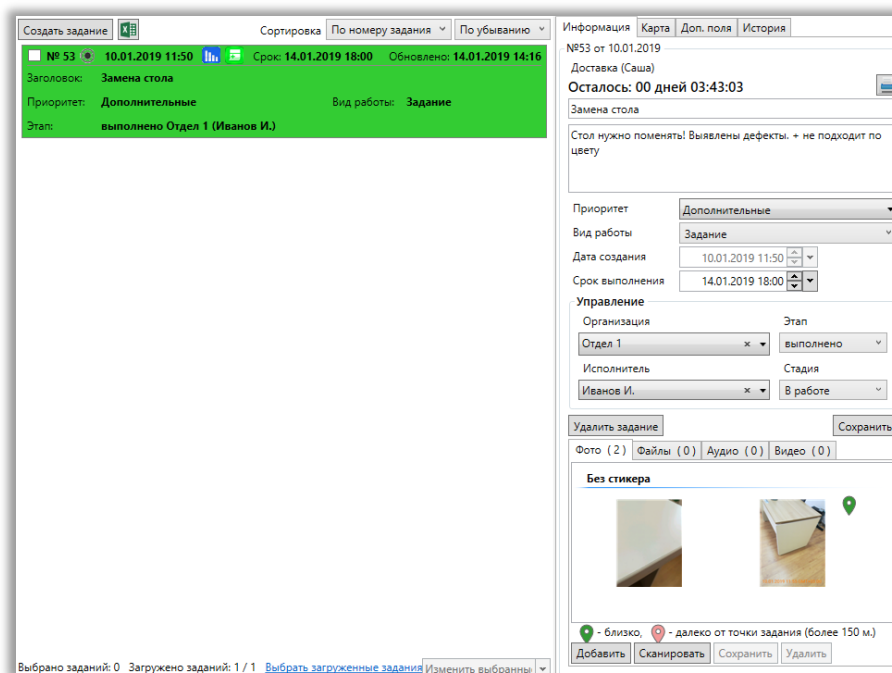 Создать задание Сортировка По номеру задания По убыванию
№ 53 10.01.2019 11:50 Срок: 14.01.2019 18:00 Обновлено: 14.01.2019 14:16
Заголовок: Замена стола
Приоритет: Дополнительные Вид работы: Задание
Этап: выполнено Отдел 1 (Иванов И.)
Выбрано заданий: 0 Загружено заданий: 1 / 1 Выбрать загруженные задания Изменить выбранны
Информация Карта Доп. поля История
№53 от 10.01.2019
Доставка (Саша)
Осталось: 00 дней 03:43:03
Замена стола
Стол нужно поменять! Выявлены дефекты. + не подходит по
цвету
Приоритет Дополнительные
Вид работы Задание
Дата создания 10.01.2019 11:50
Срок выполнения 14.01.2019 18:00
Управление
Организация Этап
Отдел 1 выполнено
Исполнитель Стадия
Иванов И. В работе
Удалить задание Сохранить
Фото ( 2 ) Файлы ( 0 ) Аудио ( 0 ) Видео ( 0 )
Без стикера
- близко, - далеко от точки задания (более 150 м.)
Добавить Сканировать Сохранить Удалить